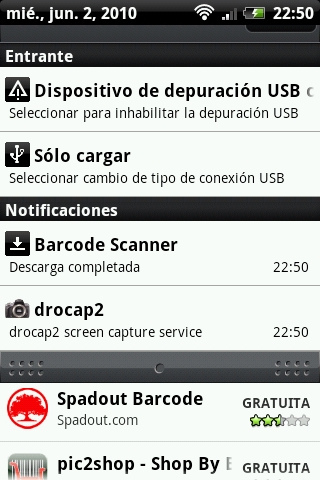 mié., jun. 2, 2010 22:50
Entrante
Dispositivo de depuración USB
Seleccionar para inhabilitar la depuración USB
Sólo cargar
Seleccionar cambio de tipo de conexión USB
Notificaciones
Barcode Scanner
Descarga completada 22:50
drocap2
drocap2 screen capture service 22:50
Spadout Barcode GRATUITA
Spadout.com
pic2shop - Shop By GRATUITA